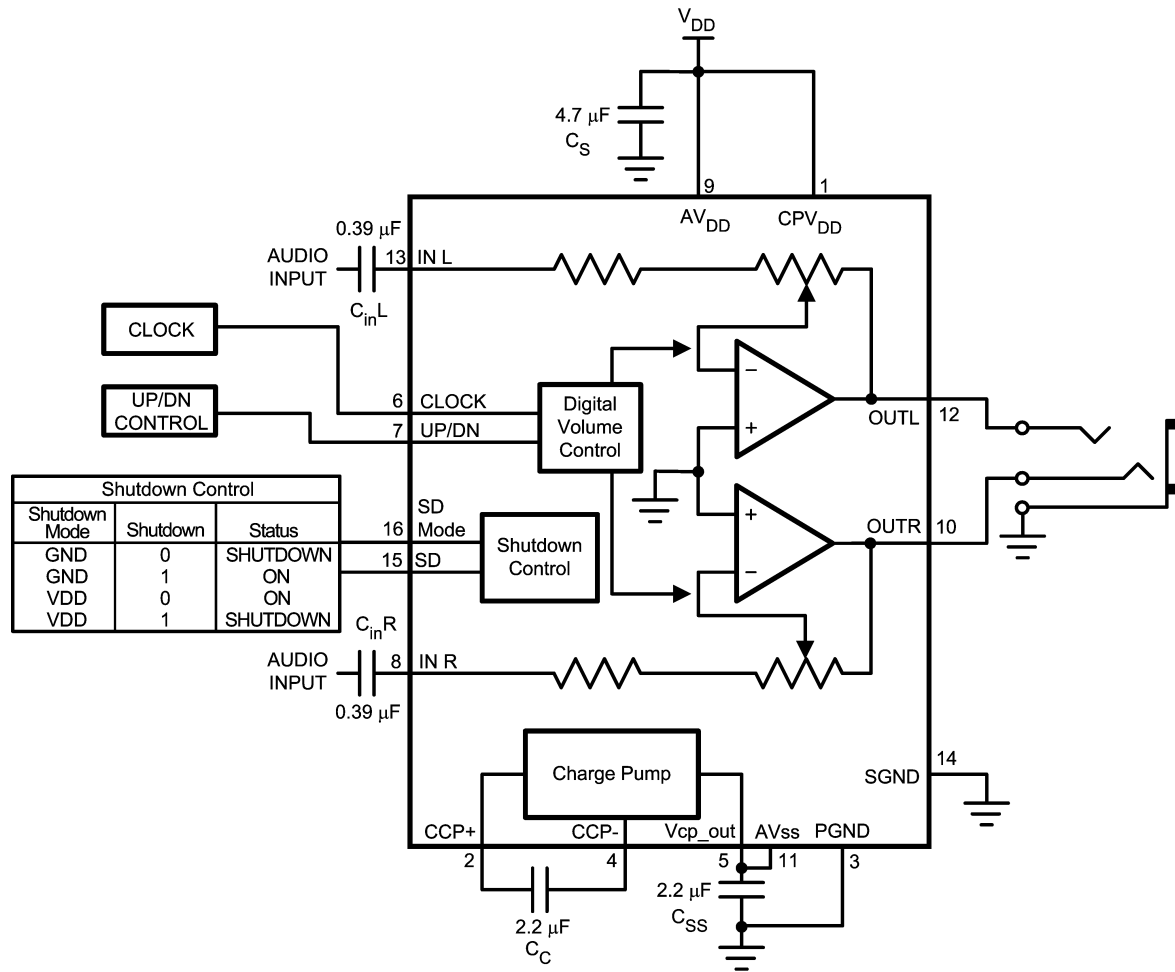 VDD
4.7 µF
CS
9
1
AVDD
CPVDD
0.39 µF
AUDIO
INPUT
13
IN L
CinL
CLOCK
UP/DN
CONTROL
6
CLOCK
7
UP/DN
Digital
Volume
Control
−
+
OUTL
12
Shutdown Control
Shutdown Mode Shutdown Status
GND 0 SHUTDOWN
GND 1 ON
VDD 0 ON
VDD 1 SHUTDOWN
16
SD
Mode
15
SD
Shutdown
Control
+
−
OUTR
10
CinR
AUDIO
INPUT
8
IN R
0.39 µF
Charge Pump
SGND
14
CCP+
CCP-
Vcp_out
AVss
PGND
2
4
5
11
3
2.2 µF
CC
2.2 µF
CSS